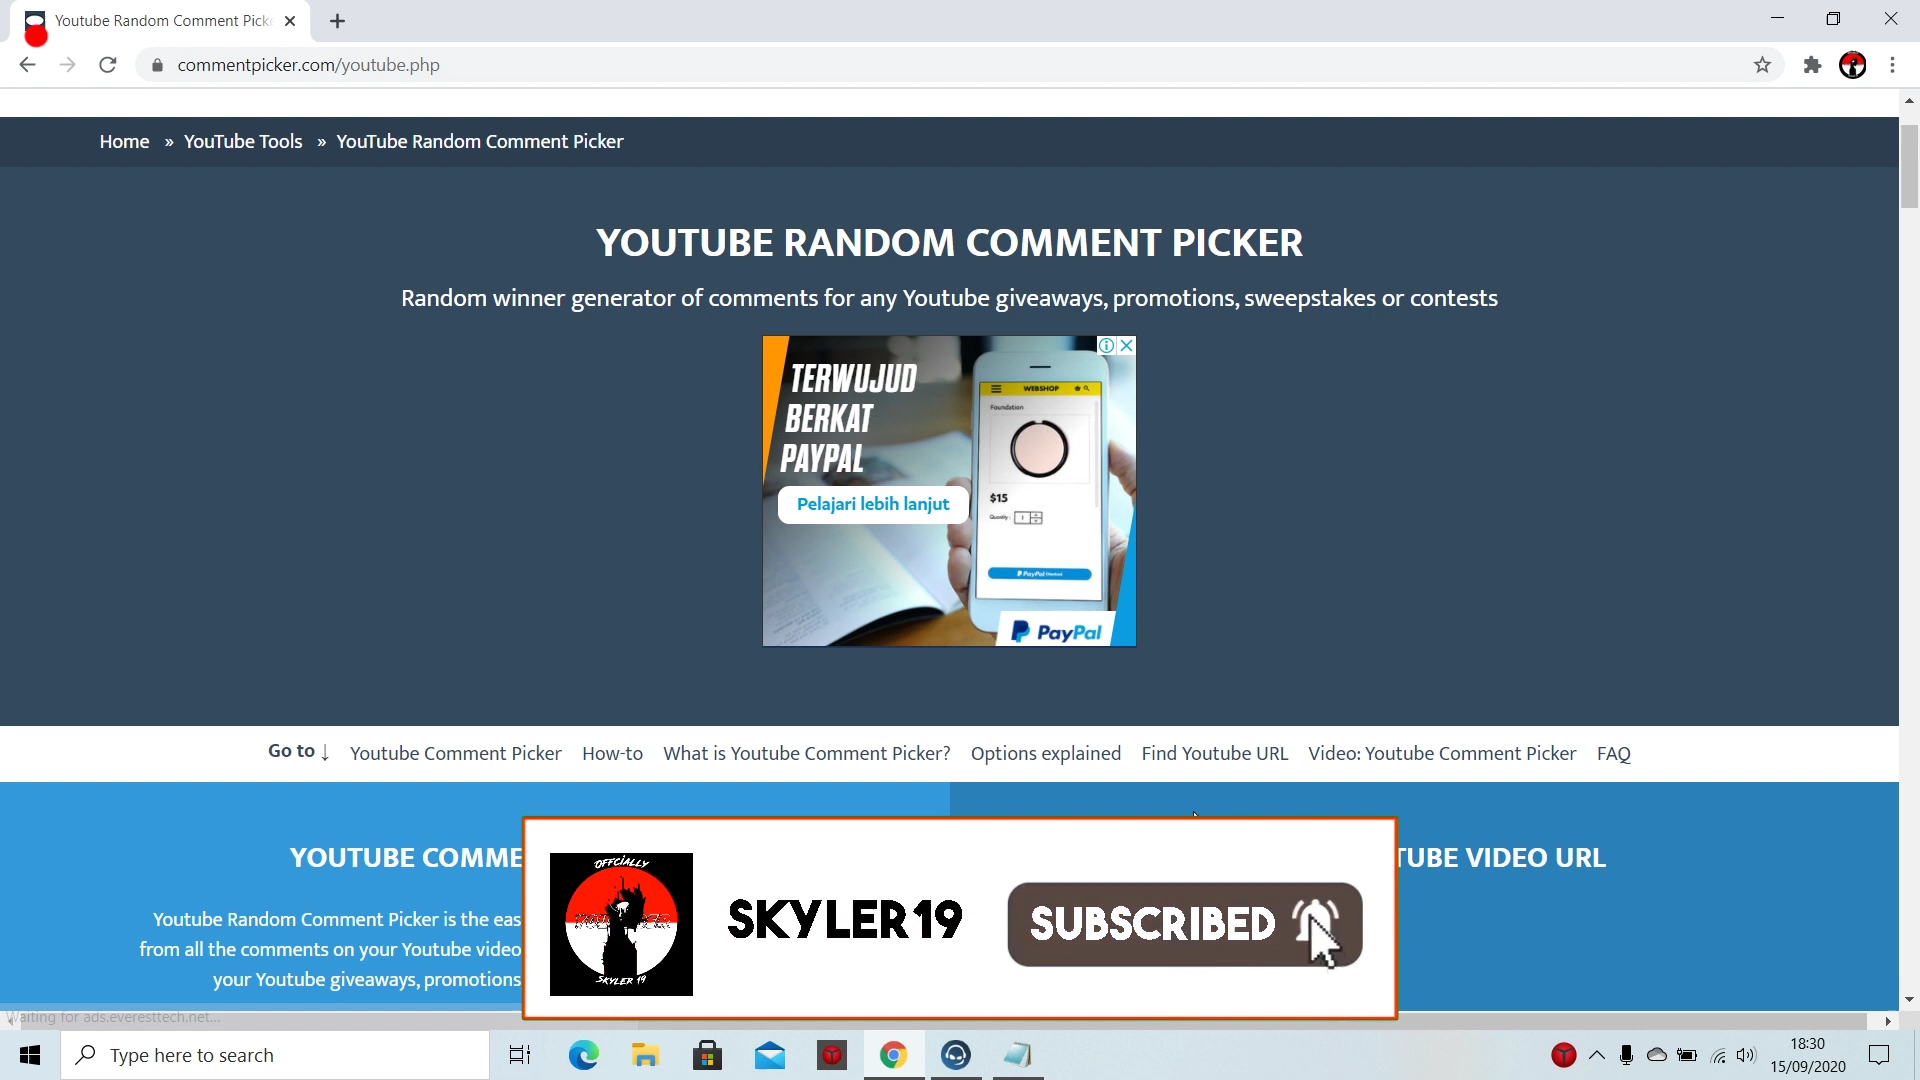 Youtube Random Comment Pick
commentpicker.com/youtube.php
Home » YouTube Tools » YouTube Random Comment Picker
YOUTUBE RANDOM COMMENT PICKER
Random winner generator of comments for any Youtube giveaways, promotions, sweepstakes or contests
TERWUJUD
BERKAT
PAYPAL
Pelajari lebih lanjut
WEBSHOP
Foundation
$15
Quantity
1
PayPal Checkout
PayPal
Go to ↓ Youtube Comment Picker How-to What is Youtube Comment Picker? Options explained Find Youtube URL Video: Youtube Comment Picker FAQ
YOUTUBE COMME
TUBE VIDEO URL
Youtube Random Comment Picker is the eas
from all the comments on your Youtube video
your Youtube giveaways, promotions
OFFCIALLY
SKYLER 19
SKYLER19
SUBSCRIBED
Waiting for ads.everesttech.net...
Type here to search
18:30
15/09/2020